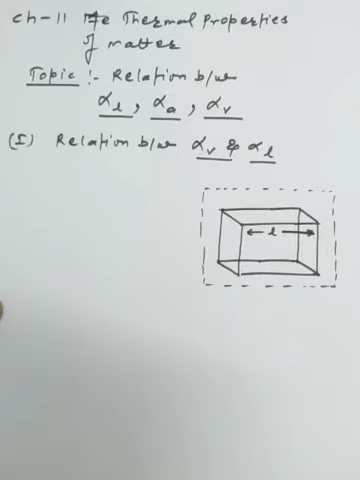 Ch-11 The Thermal Properties
of matter
Topic :- Relation b/w
αl , αa , αv
(I) Relation b/w αv & αl
l